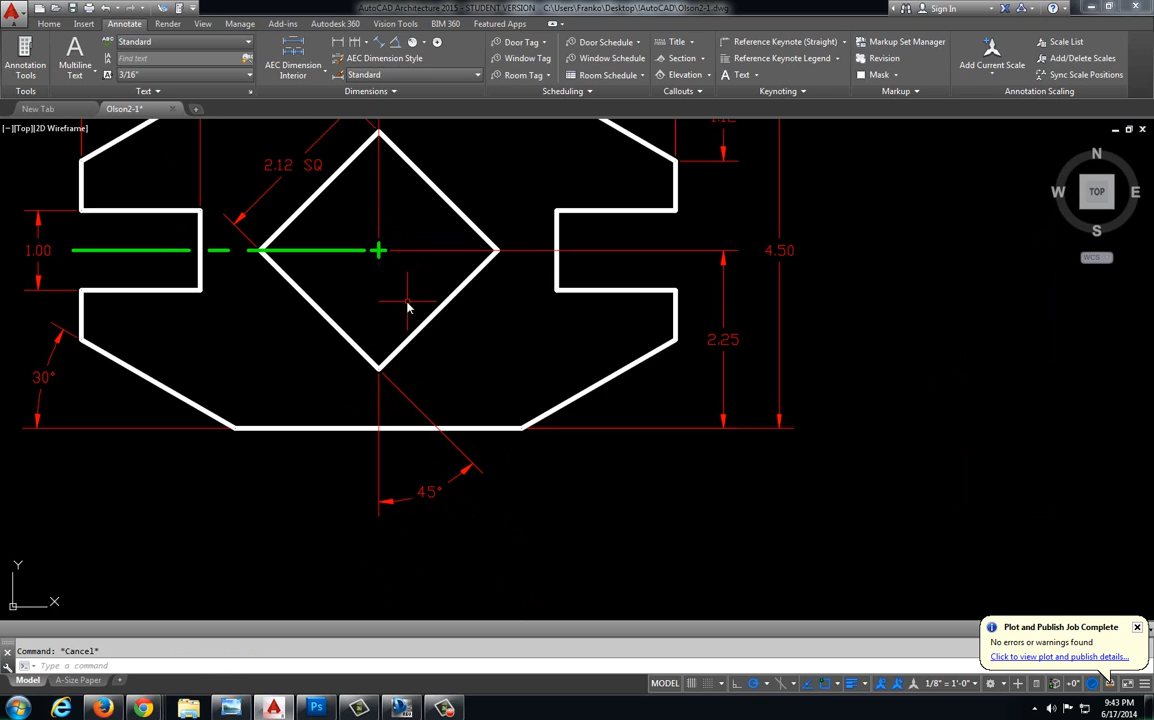 AutoCAD Architecture 2015 - STUDENT VERSION C:\Users\Franko\Desktop\!AutoCAD\Olson2-1.dwg
Sign In
Home Insert Annotate Render View Manage Add-ins Autodesk 360 Vision Tools BIM 360 Featured Apps
Annotation Tools
Tools
Multiline Text
Standard
Find text
3/16"
Text
AEC Dimension Interior
AEC Dimension Style
Standard
Dimensions
Door Tag
Window Tag
Room Tag
Door Schedule
Window Schedule
Room Schedule
Scheduling
Title
Section
Elevation
Callouts
Reference Keynote (Straight)
Reference Keynote Legend
Text
Keynoting
Markup Set Manager
Revision
Mask
Markup
Add Current Scale
Scale List
Add/Delete Scales
Sync Scale Positions
Annotation Scaling
New Tab Olson2-1*
[−][Top][2D Wireframe]
N
W TOP E
S
WCS
2.12 SQ
1.12
1.00
4.50
2.25
30°
45°
Y
X
Command: *Cancel*
Type a command
Model A-Size Paper
Plot and Publish Job Complete
No errors or warnings found
Click to view plot and publish details...
MODEL
1/8" = 1'-0"
+0"
9:43 PM
6/17/2014